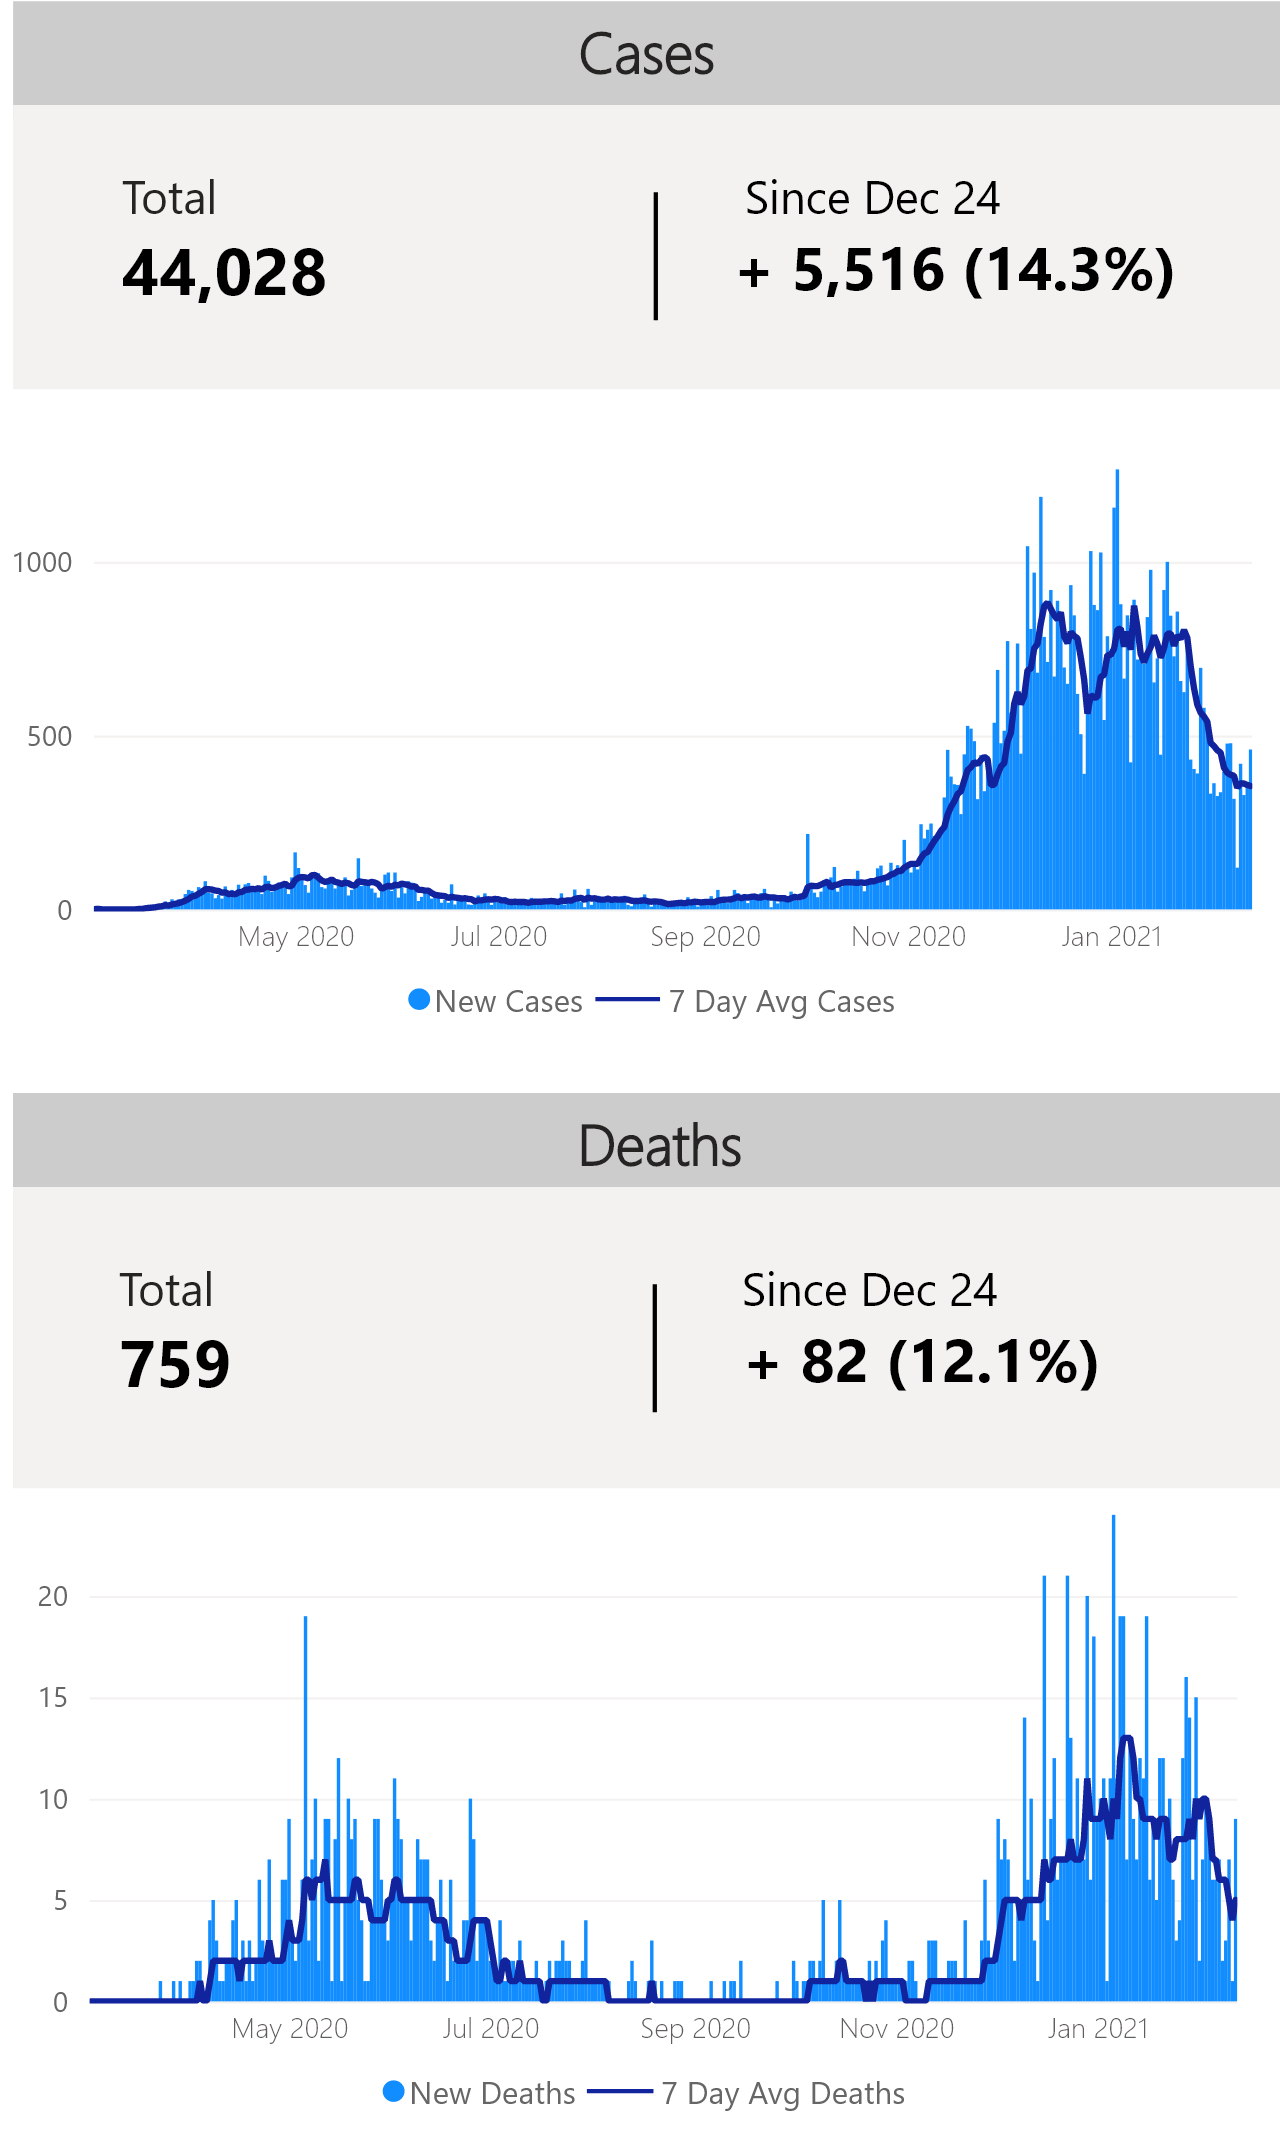 Cases
Total
Since Dec 24
44,028
+ 5,516 (14.3%)
1000
500
0
May 2020
Jul 2020
Sep 2020
Nov 2020
Jan 2021
New Cases
7 Day Avg Cases
Deaths
Total
Since Dec 24
759
+ 82 (12.1%)
20
15
10
5
0
May 2020
Jul 2020
Sep 2020
Nov 2020
Jan 2021
New Deaths
7 Day Avg Deaths